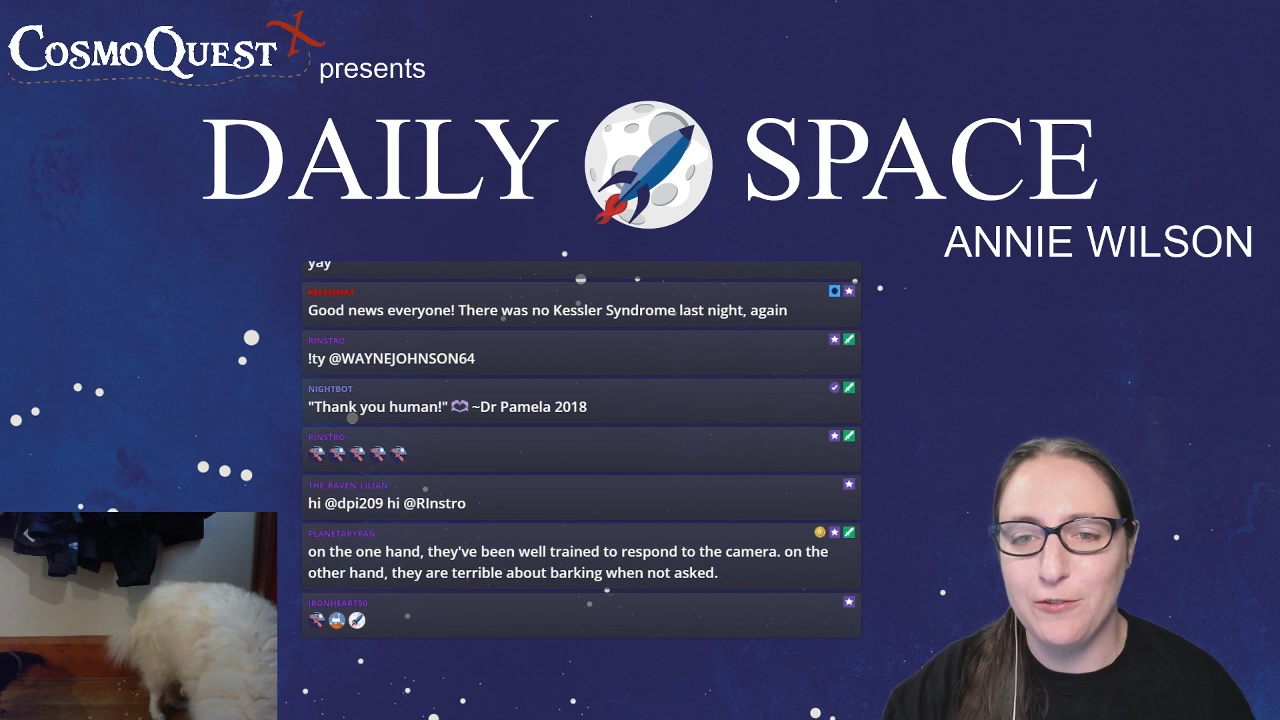 COSMOQUEST X
presents
DAILY SPACE
ANNIE WILSON
yay
REFSMMAT
Good news everyone! There was no Kessler Syndrome last night, again
RINSTRO
!ty @WAYNEJOHNSON64
NIGHTBOT
"Thank you human!" ~Dr Pamela 2018
RINSTRO
THE RAVEN LILIAN
hi @dpi209 hi @RInstro
PLANETARYPAN
on the one hand, they've been well trained to respond to the camera. on the
other hand, they are terrible about barking when not asked.
IRONHEART50